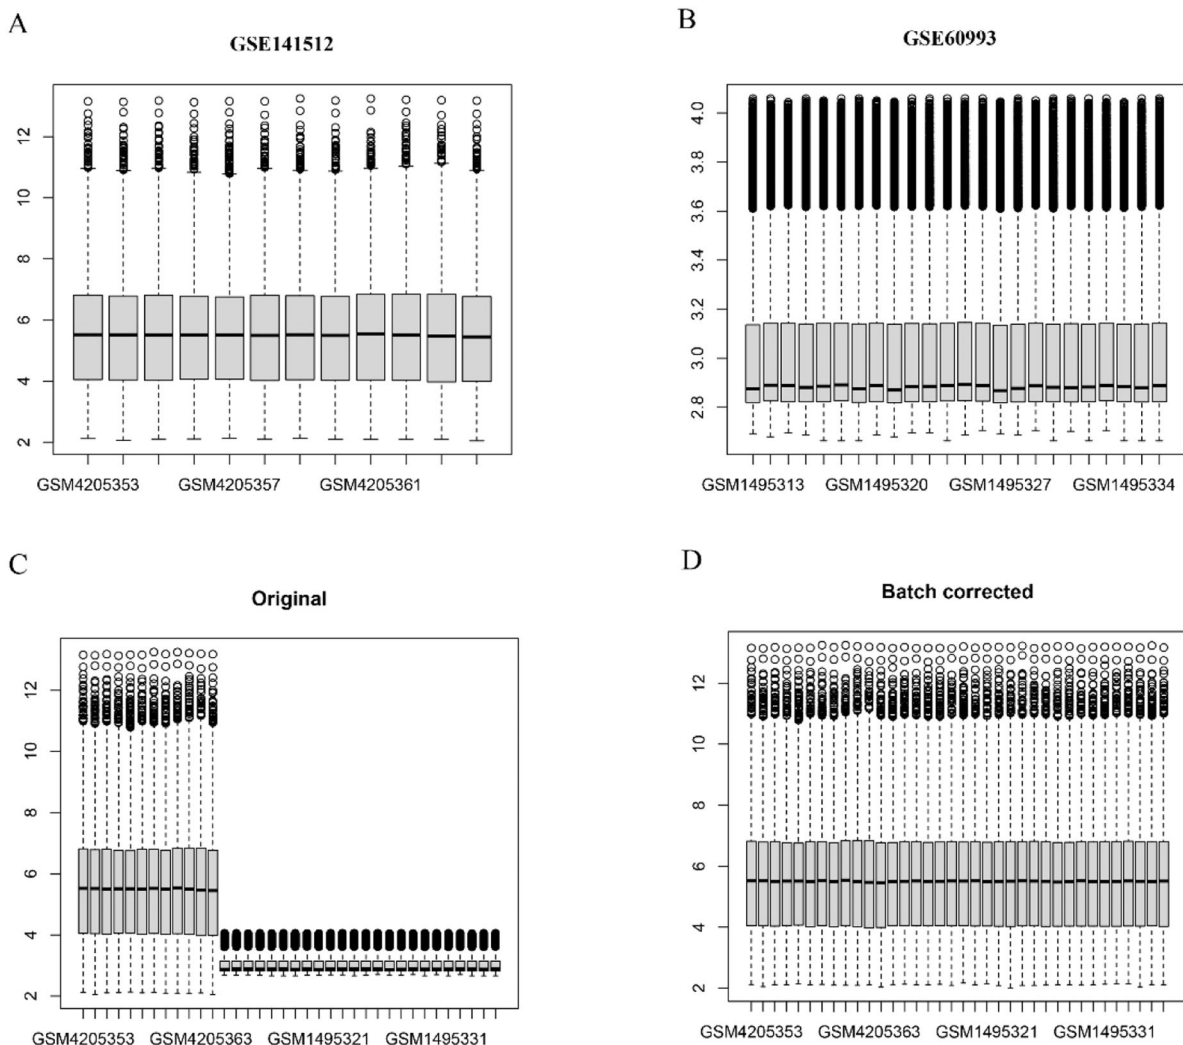 A
GSE141512
12
10
8
6
4
2
GSM4205353 GSM4205357 GSM4205361
B
GSE60993
4.0
3.8
3.6
3.4
3.2
3.0
2.8
GSM1495313 GSM1495320 GSM1495327 GSM1495334
C
Original
12
10
8
6
4
2
GSM4205353 GSM4205363 GSM1495321 GSM1495331
D
Batch corrected
12
10
8
6
4
2
GSM4205353 GSM4205363 GSM1495321 GSM1495331